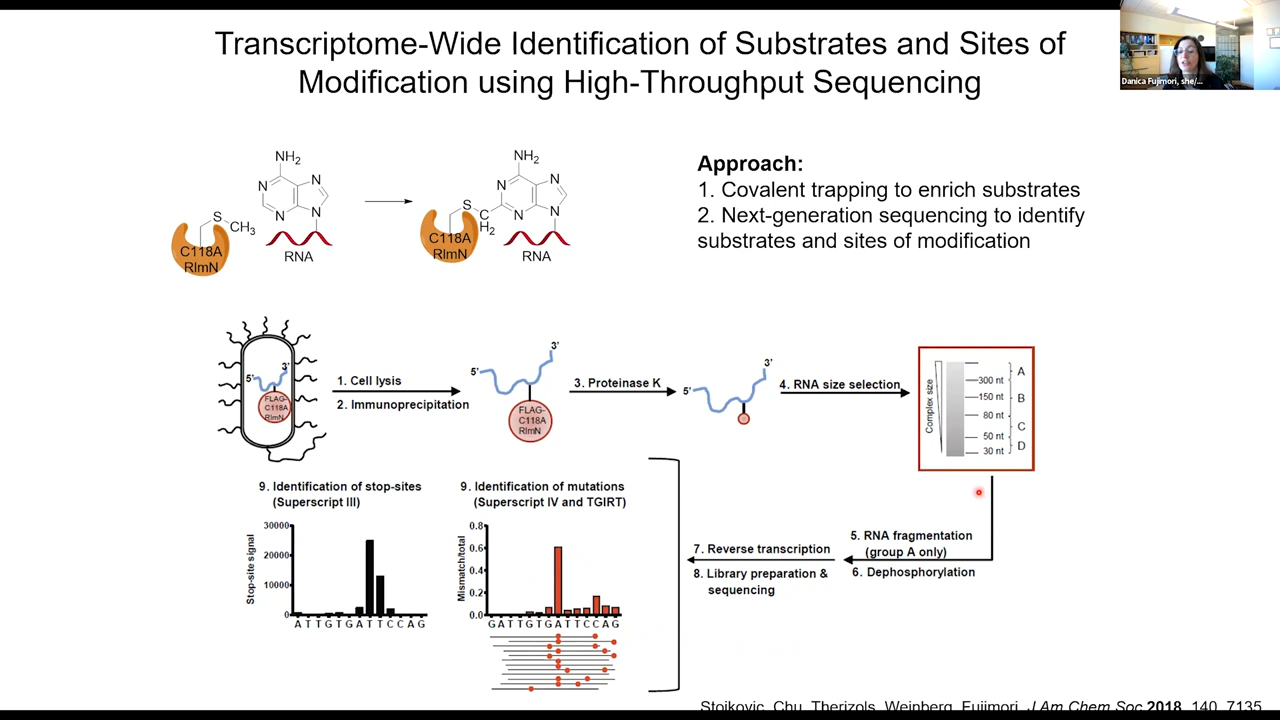 Transcriptome-Wide Identification of Substrates and Sites of
Modification using High-Throughput Sequencing
Danica Fujimori, she/...
NH2
N
N
N
N
S
CH3
C118A
RlmN
RNA
NH2
N
N
N
N
S
C
H2
C118A
RlmN
RNA
Approach:
1. Covalent trapping to enrich substrates
2. Next-generation sequencing to identify
substrates and sites of modification
5'
3'
FLAG-
C118A
RlmN
1. Cell lysis
2. Immunoprecipitation
5'
3'
FLAG-
C118A
RlmN
3. Proteinase K
5'
3'
4. RNA size selection
Complex size
300 nt
150 nt
80 nt
50 nt
30 nt
A
B
C
D
5. RNA fragmentation
(group A only)
6. Dephosphorylation
7. Reverse transcription
8. Library preparation &
sequencing
9. Identification of stop-sites
(Superscript III)
Stop-site signal
30000
20000
10000
0
A T T G T G A T T C C A G
9. Identification of mutations
(Superscript IV and TGIRT)
Mismatch/total
0.8
0.6
0.4
0.2
0.0
G A T T G T G A T T C C A G
Stojkovic, Chu, Therizols, Weinberg, Fujimori, J Am Chem Soc 2018, 140, 7135